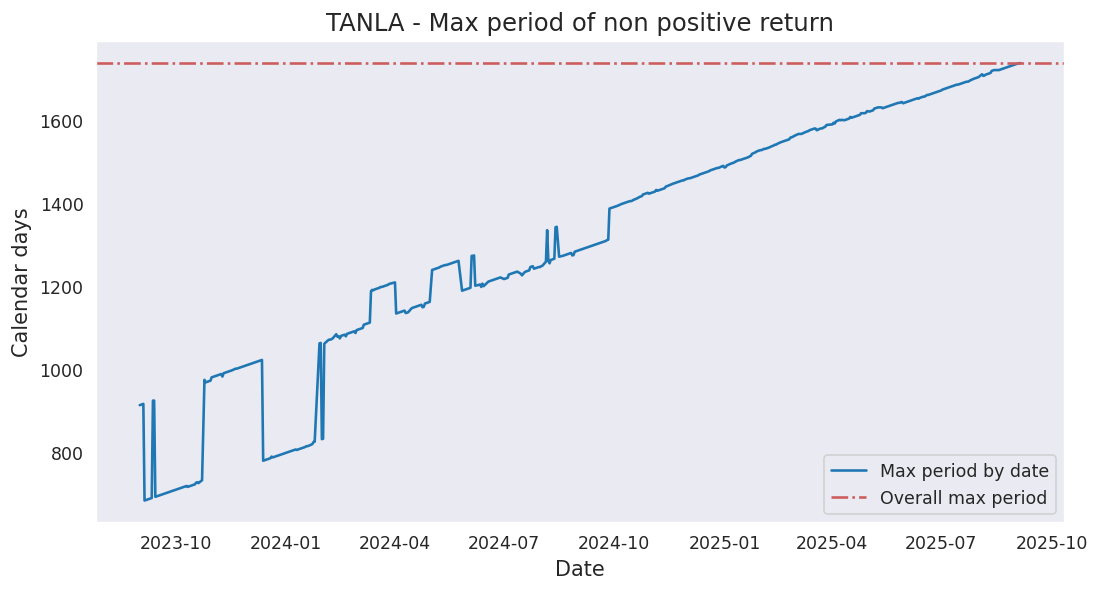 TANLA - Max period of non positive return
Calendar days
1600
1400
1200
1000
800
2023-10 2024-01 2024-04 2024-07 2024-10 2025-01 2025-04 2025-07 2025-10
Date
Max period by date
Overall max period